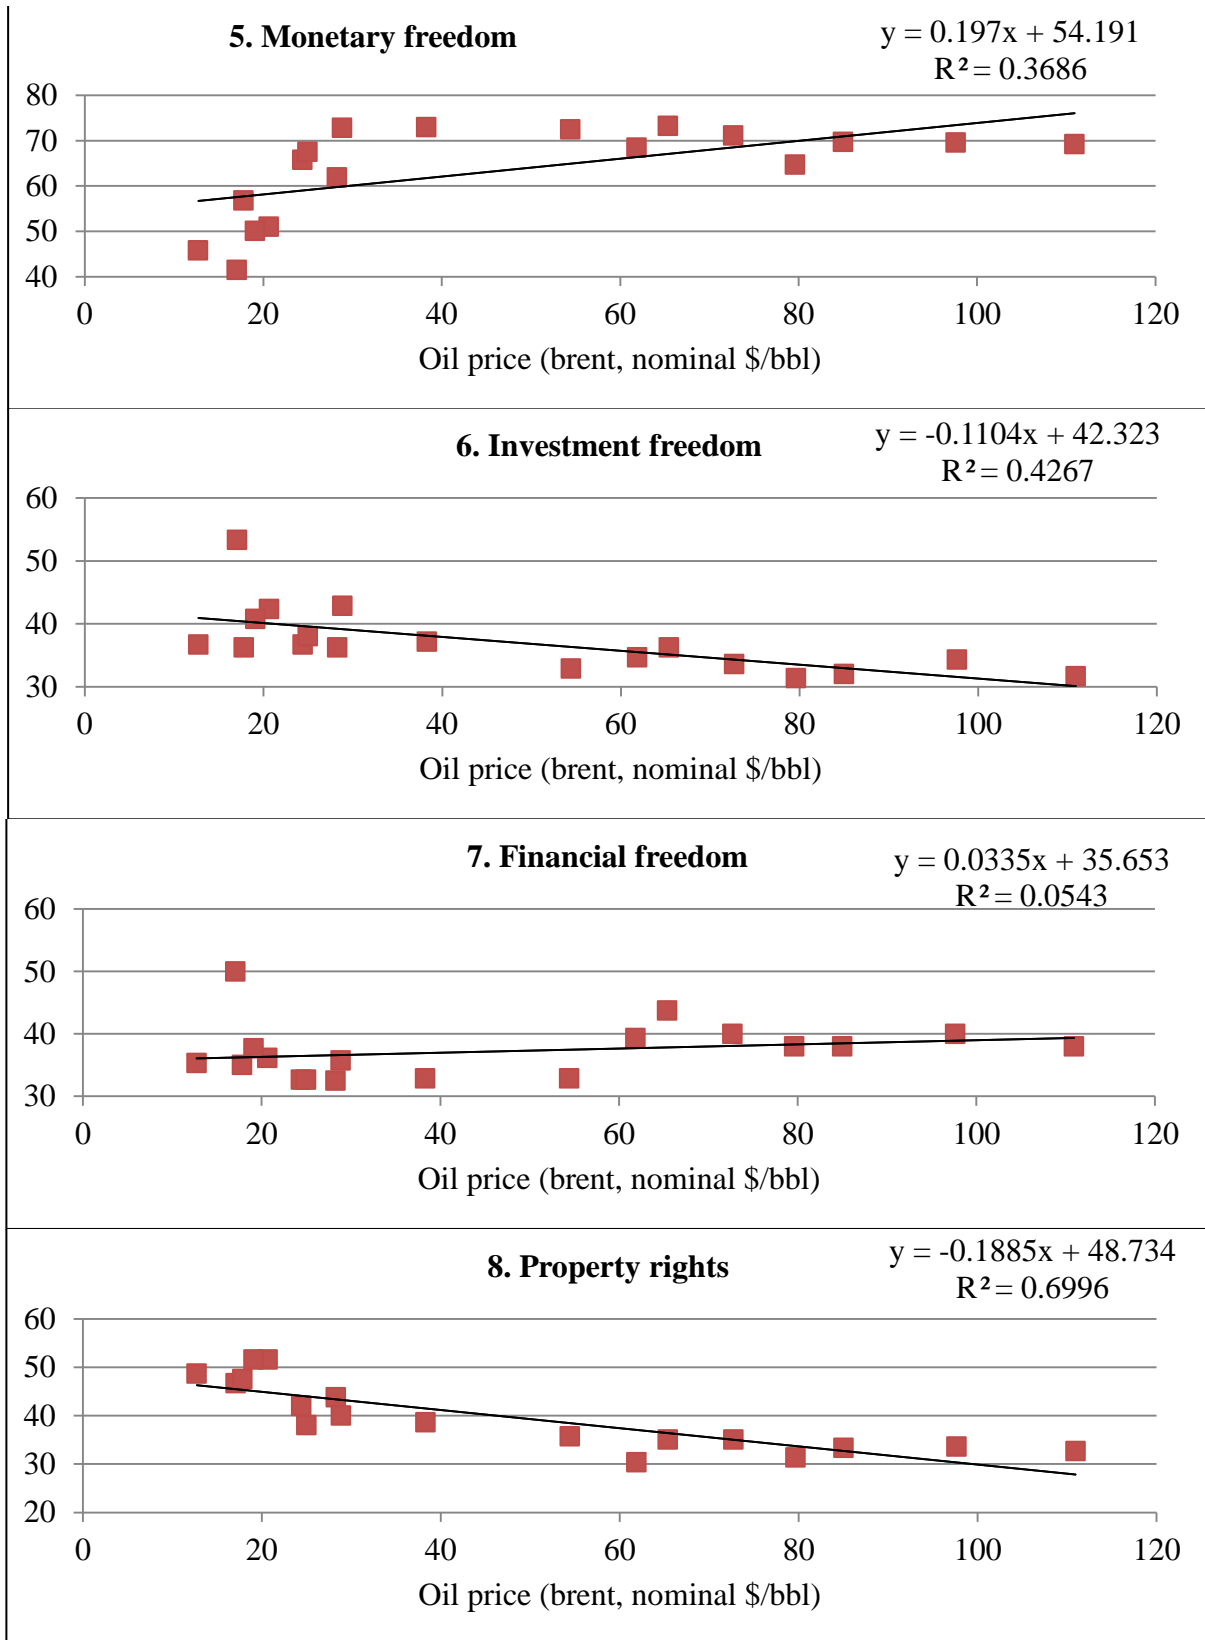 5. Monetary freedom
y = 0.197x + 54.191
R² = 0.3686
80
70
60
50
40
0 20 40 60 80 100 120
Oil price (brent, nominal $/bbl)
6. Investment freedom
y = -0.1104x + 42.323
R² = 0.4267
60
50
40
30
0 20 40 60 80 100 120
Oil price (brent, nominal $/bbl)
7. Financial freedom
y = 0.0335x + 35.653
R² = 0.0543
60
50
40
30
0 20 40 60 80 100 120
Oil price (brent, nominal $/bbl)
8. Property rights
y = -0.1885x + 48.734
R² = 0.6996
60
50
40
30
20
0 20 40 60 80 100 120
Oil price (brent, nominal $/bbl)